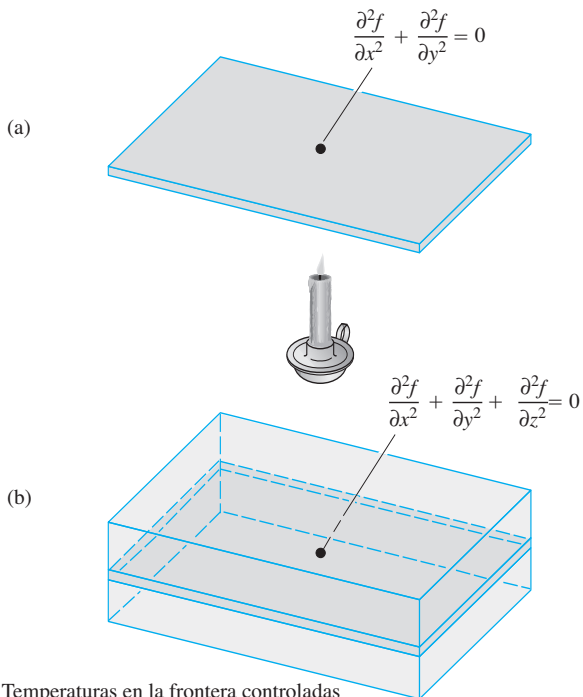 ∂²f/∂x² + ∂²f/∂y² = 0
(a)
∂²f/∂x² + ∂²f/∂y² + ∂²f/∂z² = 0
(b)
Temperaturas en la frontera controladas